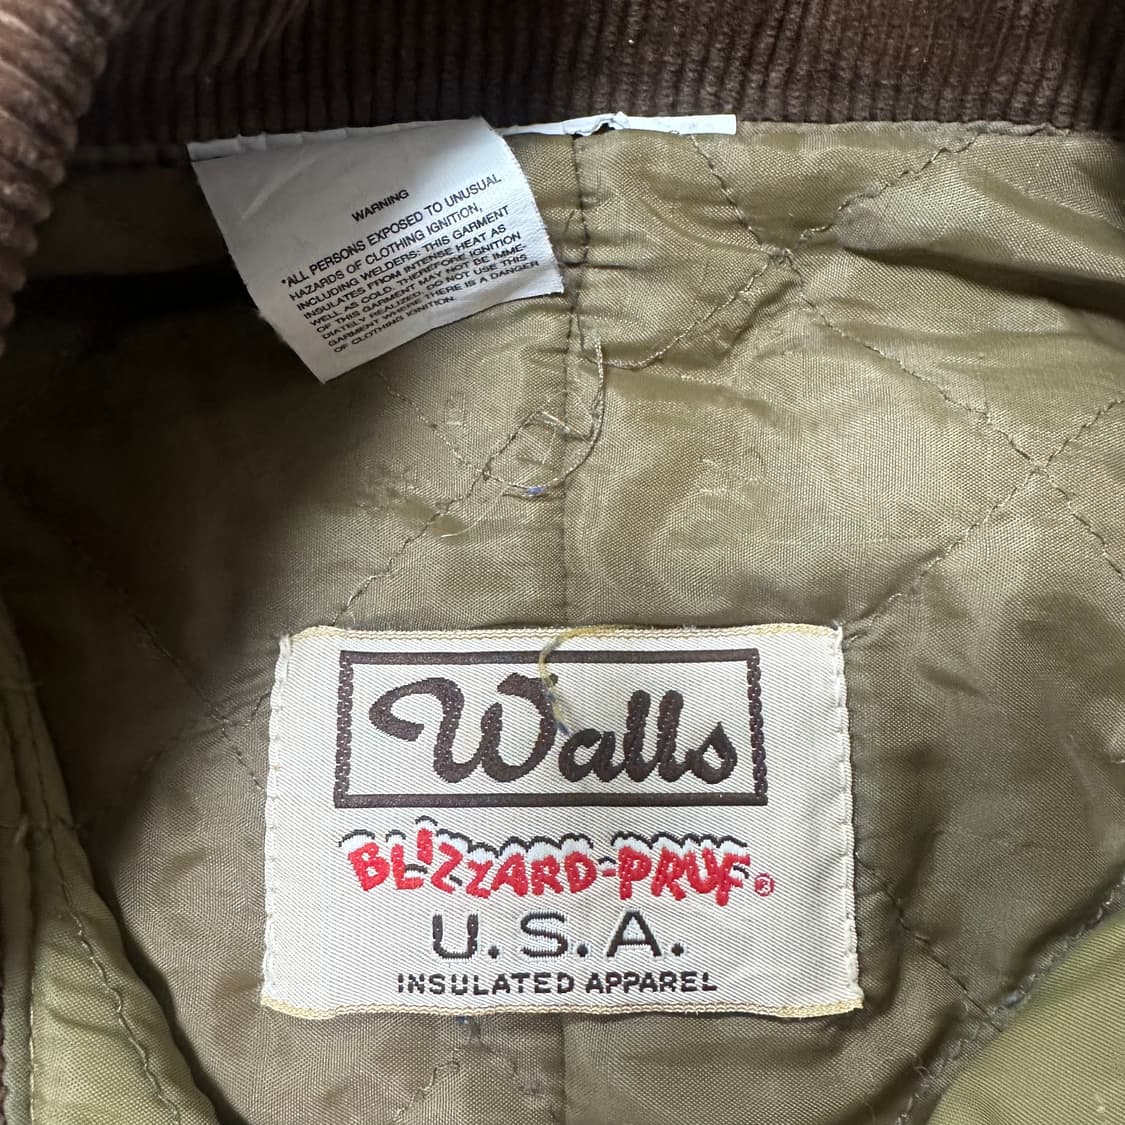 WARNING
*ALL PERSONS EXPOSED TO UNUSUAL
HAZARDS OF CLOTHING IGNITION,
INCLUDING WELDERS: THIS GARMENT
INSULATES FROM INTENSE HEAT AS
WELL AS COLD, THEREFORE IGNITION
OF THIS GARMENT MAY NOT BE IMME-
DIATELY REALIZED. DO NOT USE THIS
GARMENT WHERE THERE IS A DANGER
OF CLOTHING IGNITION.
Walls
BLIZZARD-PRUF®
U.S.A.
INSULATED APPAREL